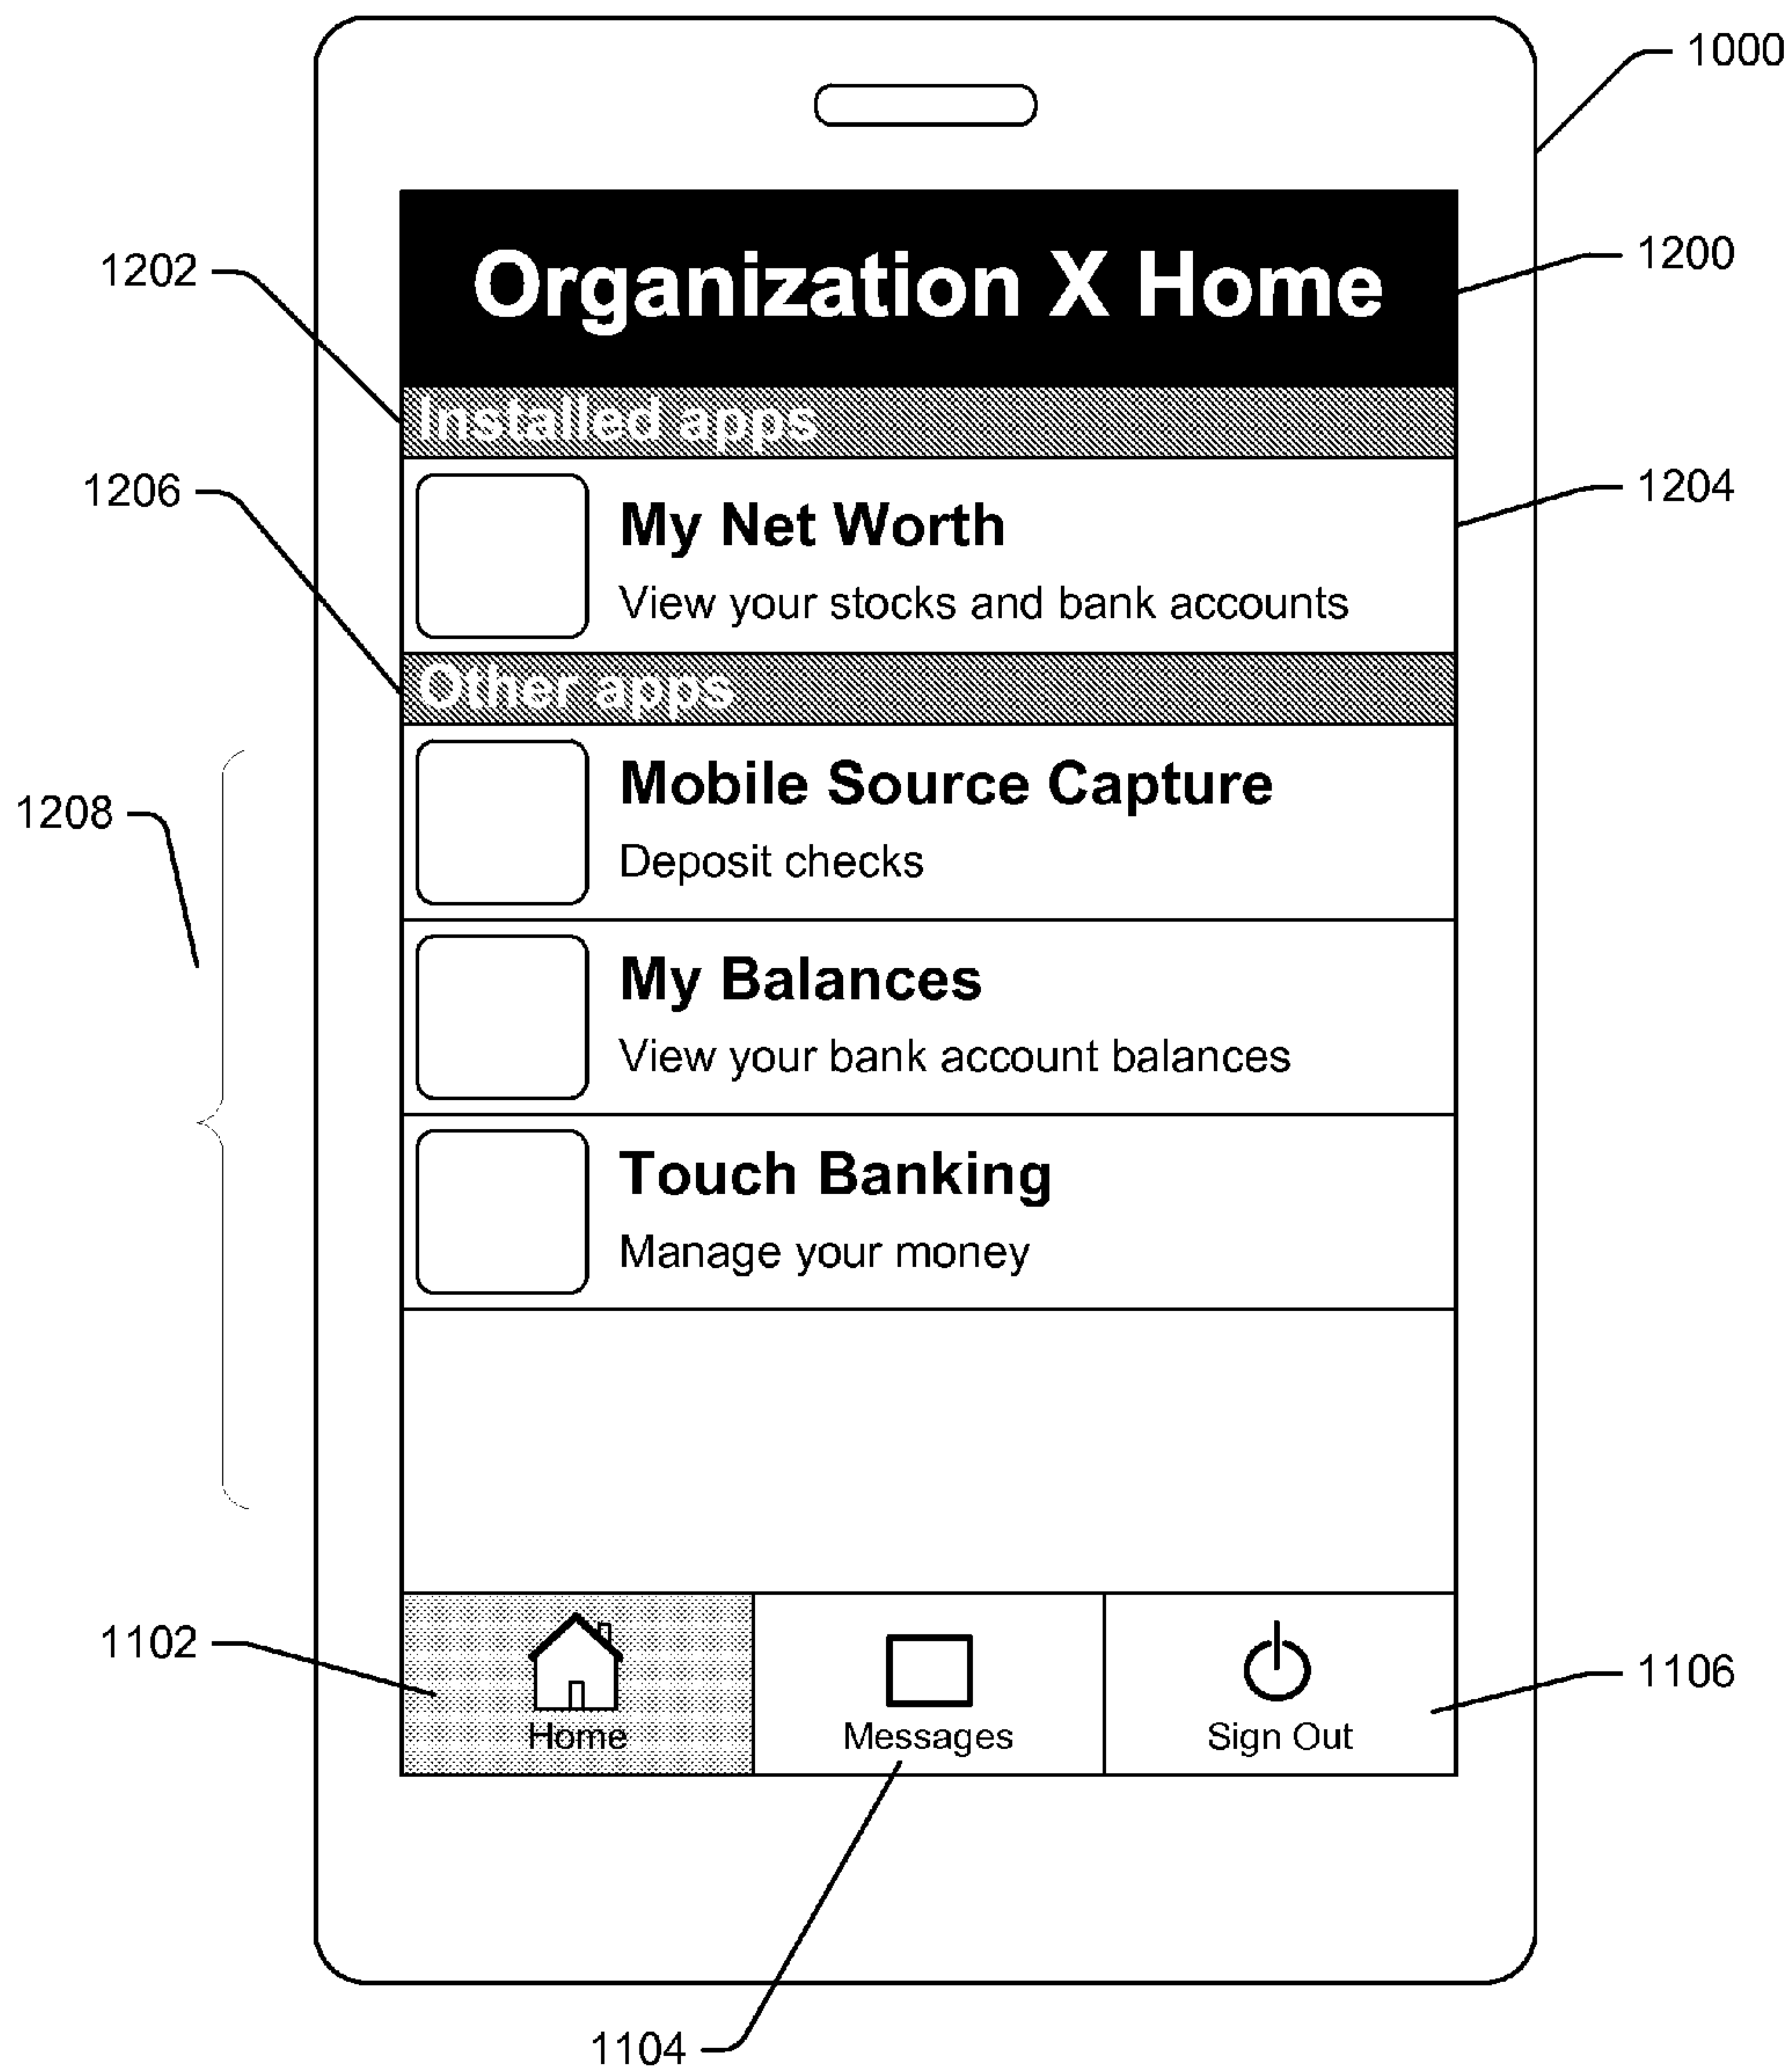 1000
Organization X Home
1200
1202
Installed apps
1206
My Net Worth
1204
View your stocks and bank accounts
Other apps
Mobile Source Capture
1208
Deposit checks
My Balances
View your bank account balances
Touch Banking
Manage your money
1102
1106
Home
Messages
Sign Out
1104